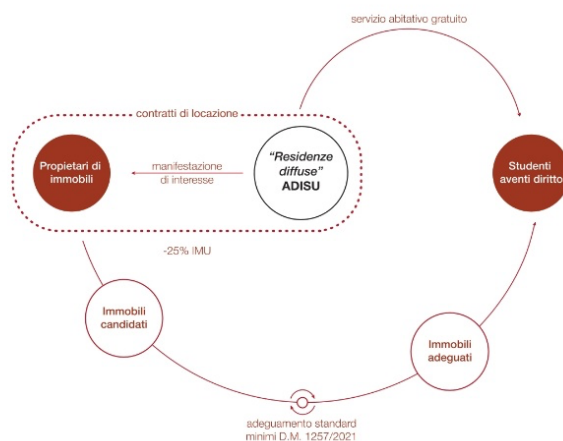 servizio abitativo gratuito
contratti di locazione
Propietari di
immobili
manifestazione
di interesse
"Residenze
diffuse"
ADISU
Studenti
aventi diritto
-25% IMU
Immobili
candidati
Immobili
adeguati
adeguamento standard
minimi D.M. 1257/2021